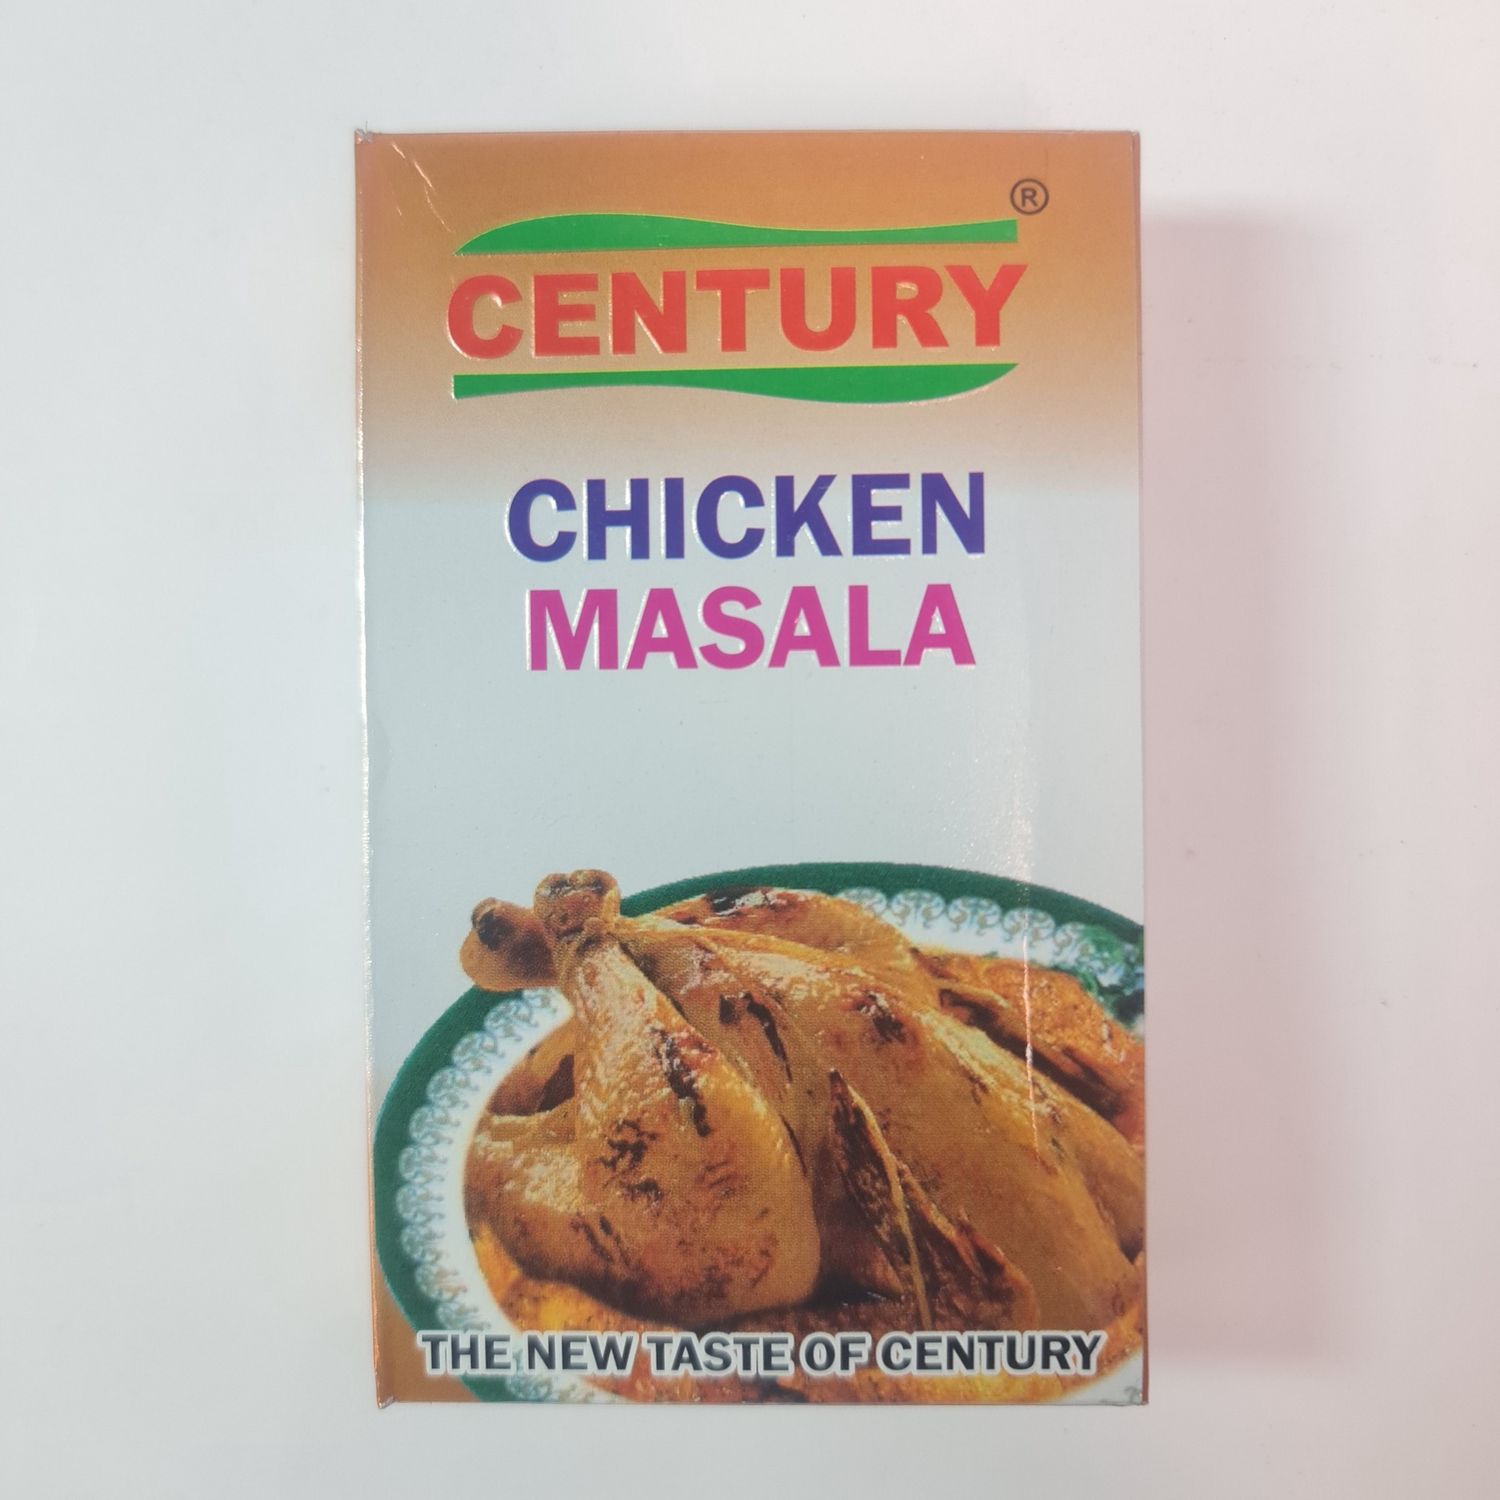 ®
CENTURY
CHICKEN
MASALA
THE NEW TASTE OF CENTURY